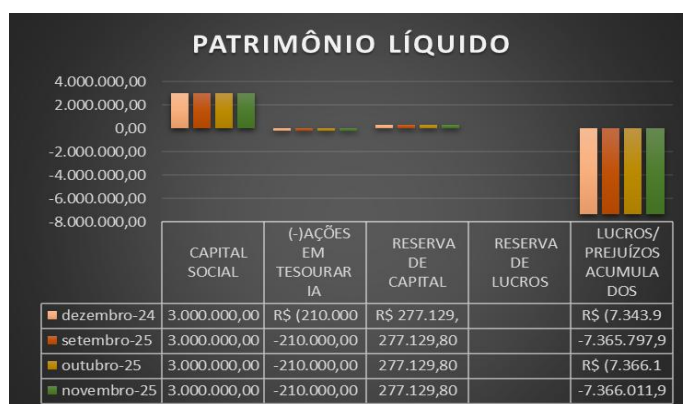 PATRIMÔNIO LÍQUIDO
4.000.000,00
2.000.000,00
0,00
-2.000.000,00
-4.000.000,00
-6.000.000,00
-8.000.000,00
CAPITAL
SOCIAL
(-)AÇÕES
EM
TESOURAR
IA
RESERVA
DE
CAPITAL
RESERVA
DE
LUCROS
LUCROS/
PREJUÍZOS
ACUMULA
DOS
dezembro-24 3.000.000,00 R$ (210.000 R$ 277.129, R$ (7.343.9
setembro-25 3.000.000,00 -210.000,00 277.129,80 -7.365.797,9
outubro-25 3.000.000,00 -210.000,00 277.129,80 R$ (7.366.1
novembro-25 3.000.000,00 -210.000,00 277.129,80 -7.366.011,9